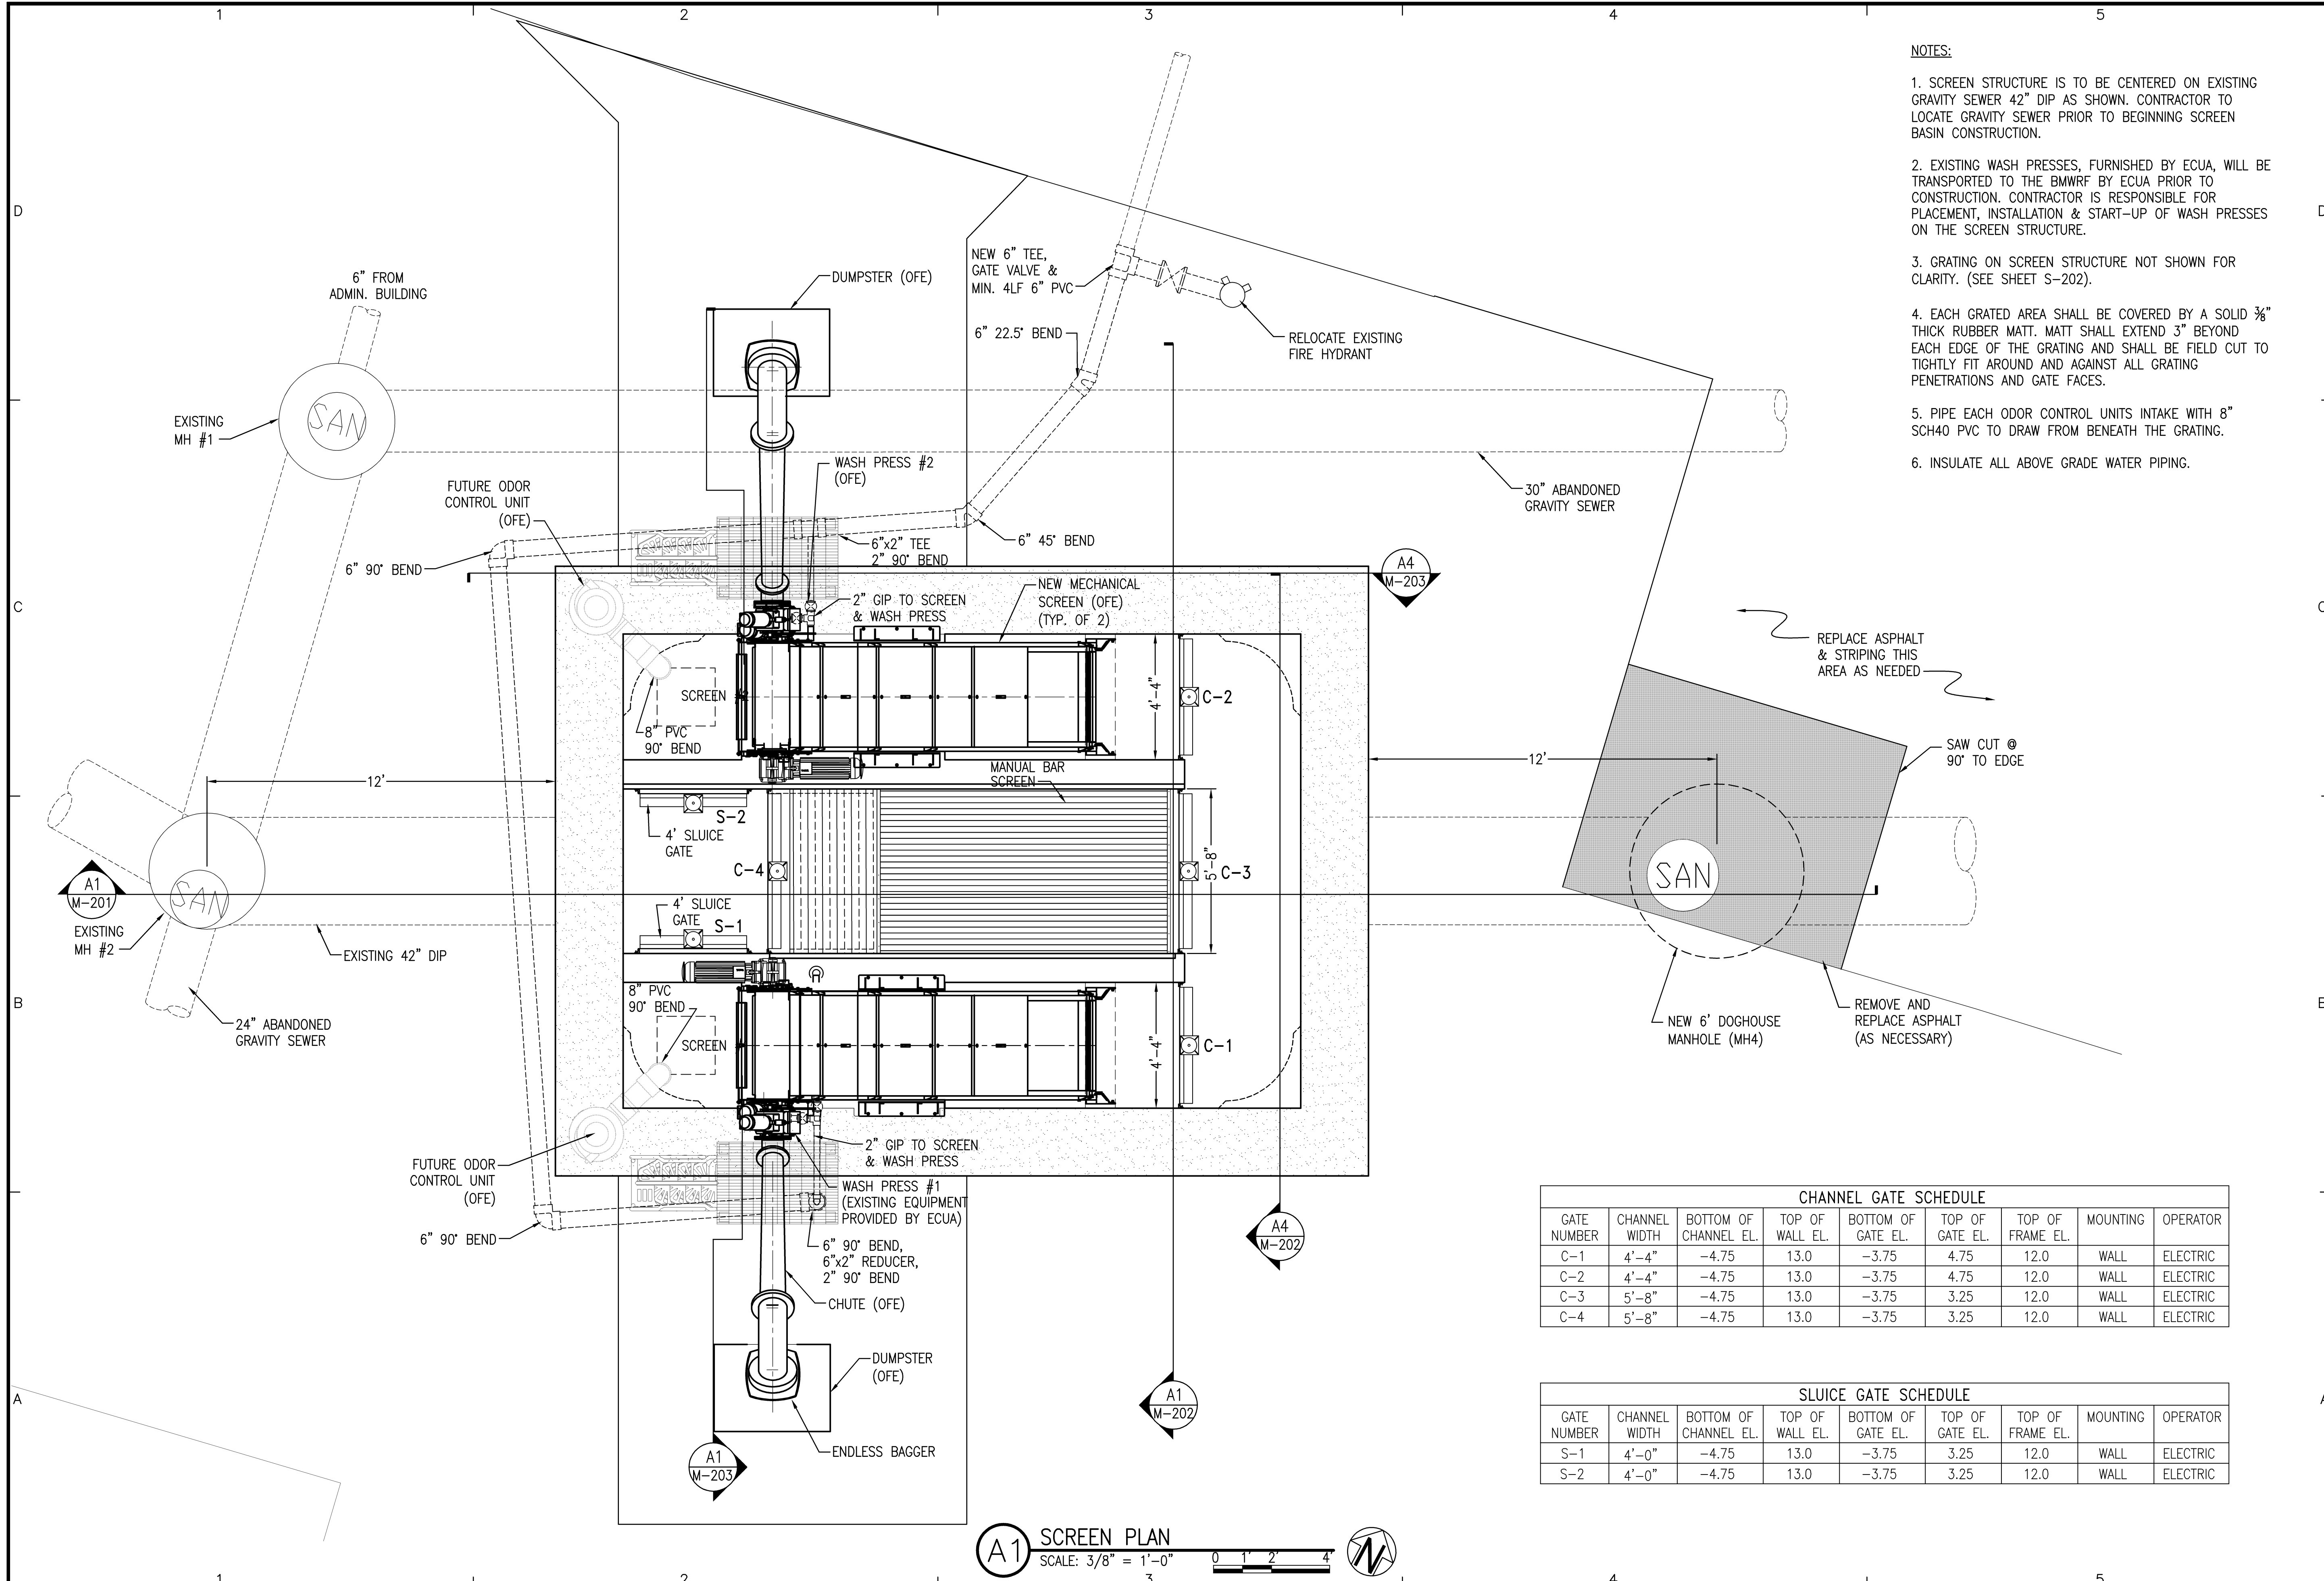 1
2
3
4
5
NOTES:
1. SCREEN STRUCTURE IS TO BE CENTERED ON EXISTING
GRAVITY SEWER 42" DIP AS SHOWN. CONTRACTOR TO
LOCATE GRAVITY SEWER PRIOR TO BEGINNING SCREEN
BASIN CONSTRUCTION.
2. EXISTING WASH PRESSES, FURNISHED BY ECUA, WILL BE
TRANSPORTED TO THE BMWRF BY ECUA PRIOR TO
CONSTRUCTION. CONTRACTOR IS RESPONSIBLE FOR
PLACEMENT, INSTALLATION & START-UP OF WASH PRESSES
ON THE SCREEN STRUCTURE.
3. GRATING ON SCREEN STRUCTURE NOT SHOWN FOR
CLARITY. (SEE SHEET S-202).
4. EACH GRATED AREA SHALL BE COVERED BY A SOLID ⅜"
THICK RUBBER MATT. MATT SHALL EXTEND 3" BEYOND
EACH EDGE OF THE GRATING AND SHALL BE FIELD CUT TO
TIGHTLY FIT AROUND AND AGAINST ALL GRATING
PENETRATIONS AND GATE FACES.
5. PIPE EACH ODOR CONTROL UNITS INTAKE WITH 8"
SCH40 PVC TO DRAW FROM BENEATH THE GRATING.
6. INSULATE ALL ABOVE GRADE WATER PIPING.
D
D
6" FROM
ADMIN. BUILDING
DUMPSTER (OFE)
NEW 6" TEE,
GATE VALVE &
MIN. 4LF 6" PVC
6" 22.5° BEND
RELOCATE EXISTING
FIRE HYDRANT
EXISTING
MH #1
SAN
WASH PRESS #2
(OFE)
FUTURE ODOR
CONTROL UNIT
(OFE)
30" ABANDONED
GRAVITY SEWER
6" 90° BEND
6"x2" TEE
2" 90° BEND
6" 45° BEND
A4
M-203
C
C
2" GIP TO SCREEN
& WASH PRESS
NEW MECHANICAL
SCREEN (OFE)
(TYP. OF 2)
REPLACE ASPHALT
& STRIPING THIS
AREA AS NEEDED
SCREEN #2
4'-4"
C-2
8" PVC
90° BEND
SAW CUT @
90° TO EDGE
12'
12'
MANUAL BAR
SCREEN
S-2
4' SLUICE
GATE
C-4
5'-8"
C-3
SAN
A1
M-201
SAN
4' SLUICE
GATE
S-1
EXISTING
MH #2
EXISTING 42" DIP
B
8" PVC
90° BEND
24" ABANDONED
GRAVITY SEWER
SCREEN
4'-4"
C-1
NEW 6' DOGHOUSE
MANHOLE (MH4)
REMOVE AND
REPLACE ASPHALT
(AS NECESSARY)
FUTURE ODOR
CONTROL UNIT
(OFE)
2" GIP TO SCREEN
& WASH PRESS
WASH PRESS #1
(EXISTING EQUIPMENT
PROVIDED BY ECUA)
6" 90° BEND
6" 90° BEND,
6"x2" REDUCER,
2" 90° BEND
A4
M-202
CHUTE (OFE)
CHANNEL GATE SCHEDULE
GATE NUMBER CHANNEL WIDTH BOTTOM OF CHANNEL EL. TOP OF WALL EL. BOTTOM OF GATE EL. TOP OF GATE EL. TOP OF FRAME EL. MOUNTING OPERATOR
C-1 4'-4" -4.75 13.0 -3.75 4.75 12.0 WALL ELECTRIC
C-2 4'-4" -4.75 13.0 -3.75 4.75 12.0 WALL ELECTRIC
C-3 5'-8" -4.75 13.0 -3.75 3.25 12.0 WALL ELECTRIC
C-4 5'-8" -4.75 13.0 -3.75 3.25 12.0 WALL ELECTRIC
DUMPSTER
(OFE)
A
A1
M-202
SLUICE GATE SCHEDULE
GATE NUMBER CHANNEL WIDTH BOTTOM OF CHANNEL EL. TOP OF WALL EL. BOTTOM OF GATE EL. TOP OF GATE EL. TOP OF FRAME EL. MOUNTING OPERATOR
S-1 4'-0" -4.75 13.0 -3.75 3.25 12.0 WALL ELECTRIC
S-2 4'-0" -4.75 13.0 -3.75 3.25 12.0 WALL ELECTRIC
ENDLESS BAGGER
A1
M-203
A1
SCREEN PLAN
SCALE: 3/8" = 1'-0"
0 1' 2' 4'
N
1
2
3
4
5